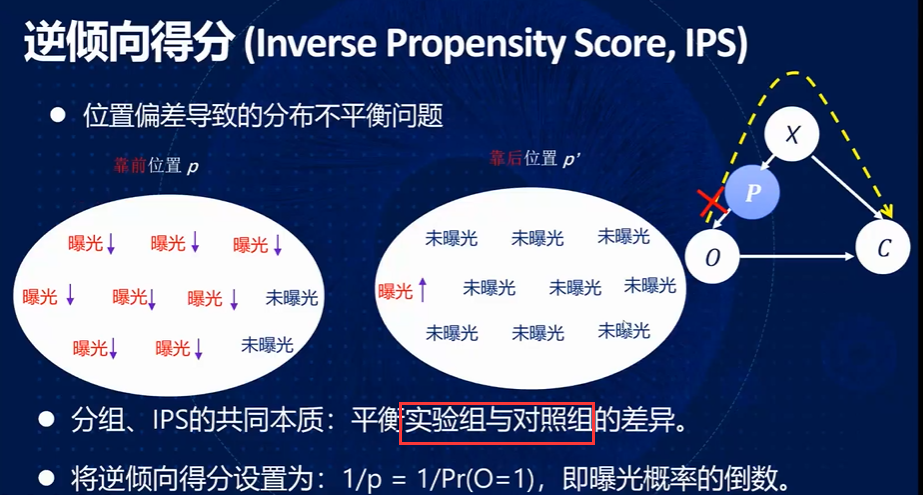 逆倾向得分 (Inverse Propensity Score, IPS)
● 位置偏差导致的分布不平衡问题
靠前位置 p
靠后位置 p'
曝光↓ 曝光↓ 曝光↓
曝光↓ 曝光↓ 曝光↓ 未曝光
曝光↓ 曝光↓ 未曝光
未曝光 未曝光 未曝光
曝光↑ 未曝光 未曝光 未曝光
未曝光 未曝光 未曝光
X
P
O
C
● 分组、IPS的共同本质：平衡实验组与对照组的差异。
● 将逆倾向得分设置为：1/p = 1/Pr(O=1)，即曝光概率的倒数。